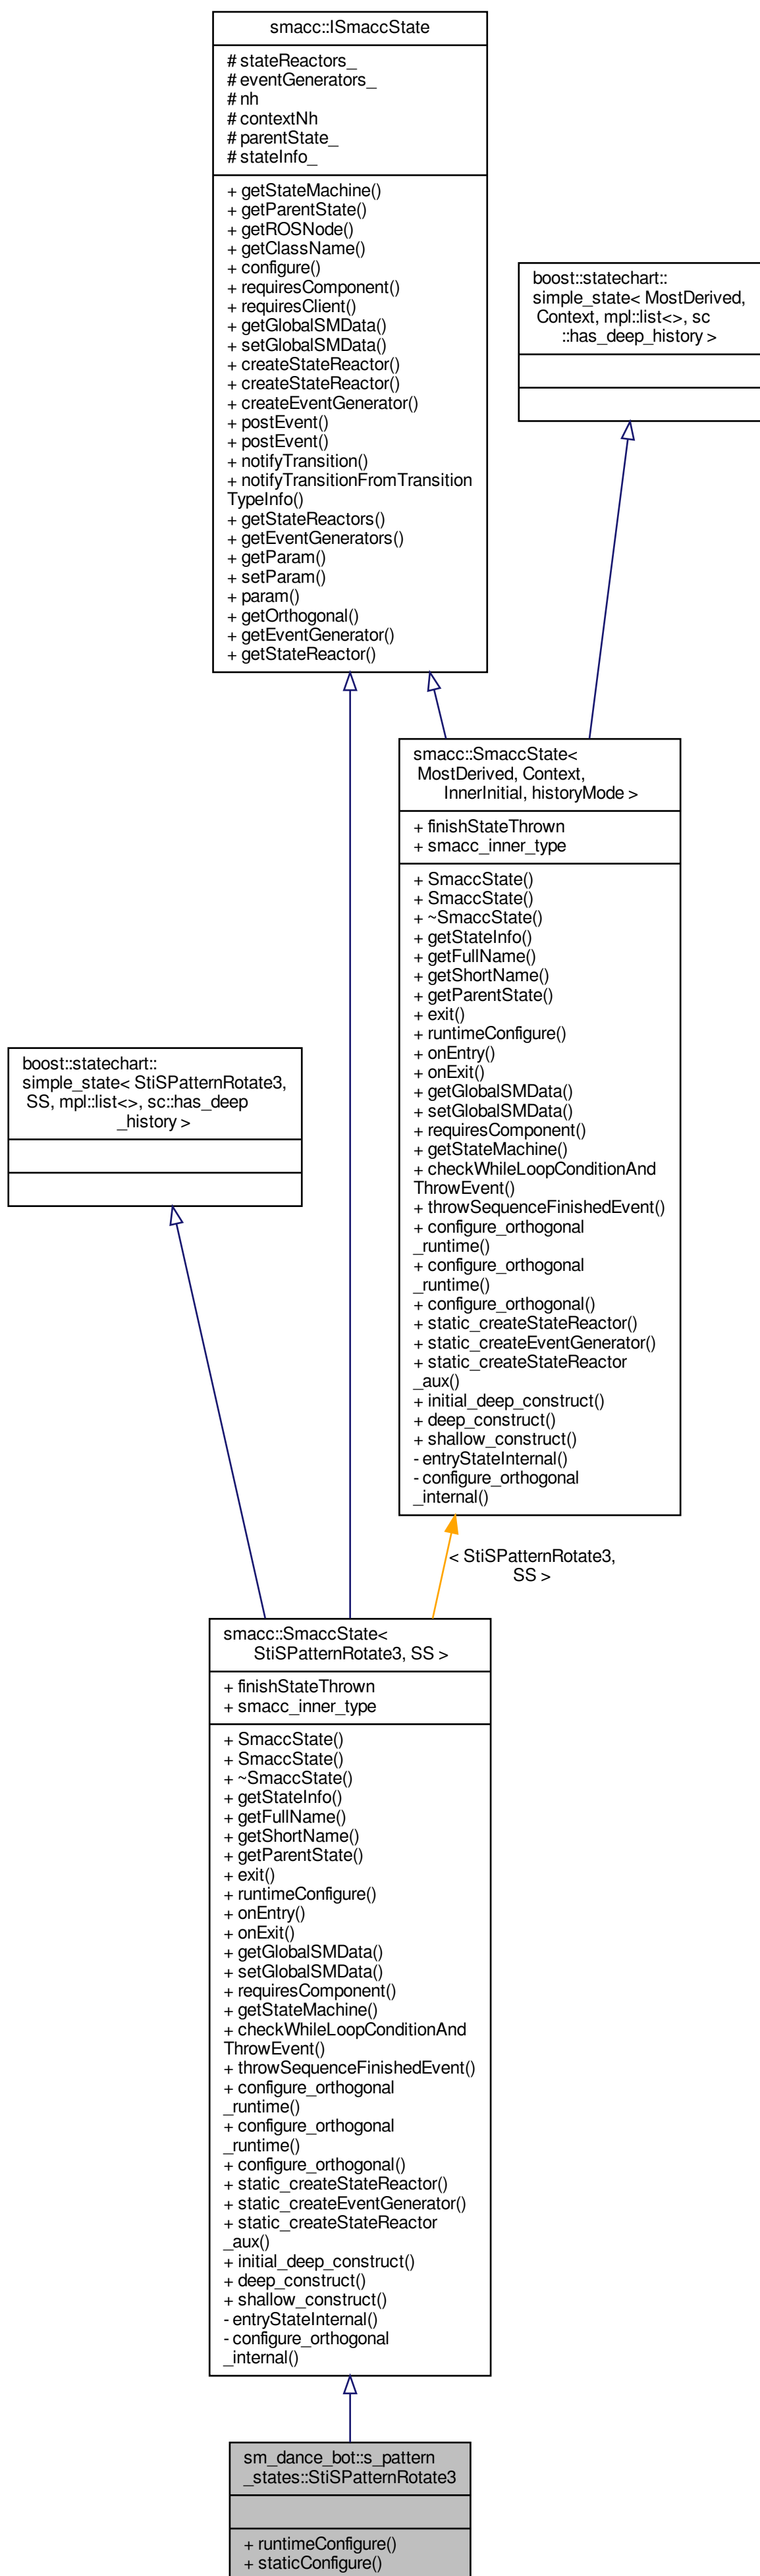 smacc::ISmaccState
# stateReactors_
# eventGenerators_
# nh
# contextNh
# parentState_
# stateInfo_
+ getStateMachine()
+ getParentState()
+ getROSNode()
+ getClassName()
+ configure()
+ requiresComponent()
+ requiresClient()
+ getGlobalSMData()
+ setGlobalSMData()
+ createStateReactor()
+ createStateReactor()
+ createEventGenerator()
+ postEvent()
+ postEvent()
+ notifyTransition()
+ notifyTransitionFromTransition
TypeInfo()
+ getStateReactors()
+ getEventGenerators()
+ getParam()
+ setParam()
+ param()
+ getOrthogonal()
+ getEventGenerator()
+ getStateReactor()
boost::statechart::
simple_state< MostDerived,
Context, mpl::list<>, sc
::has_deep_history >
smacc::SmaccState<
MostDerived, Context,
InnerInitial, historyMode >
+ finishStateThrown
+ smacc_inner_type
+ SmaccState()
+ SmaccState()
+ ~SmaccState()
+ getStateInfo()
+ getFullName()
+ getShortName()
+ getParentState()
+ exit()
+ runtimeConfigure()
+ onEntry()
+ onExit()
+ getGlobalSMData()
+ setGlobalSMData()
+ requiresComponent()
+ getStateMachine()
+ checkWhileLoopConditionAnd
ThrowEvent()
+ throwSequenceFinishedEvent()
+ configure_orthogonal
_runtime()
+ configure_orthogonal
_runtime()
+ configure_orthogonal()
+ static_createStateReactor()
+ static_createEventGenerator()
+ static_createStateReactor
_aux()
+ initial_deep_construct()
+ deep_construct()
+ shallow_construct()
- entryStateInternal()
- configure_orthogonal
_internal()
boost::statechart::
simple_state< StiSPatternRotate3,
SS, mpl::list<>, sc::has_deep
_history >
< StiSPatternRotate3,
SS >
smacc::SmaccState<
StiSPatternRotate3, SS >
+ finishStateThrown
+ smacc_inner_type
+ SmaccState()
+ SmaccState()
+ ~SmaccState()
+ getStateInfo()
+ getFullName()
+ getShortName()
+ getParentState()
+ exit()
+ runtimeConfigure()
+ onEntry()
+ onExit()
+ getGlobalSMData()
+ setGlobalSMData()
+ requiresComponent()
+ getStateMachine()
+ checkWhileLoopConditionAnd
ThrowEvent()
+ throwSequenceFinishedEvent()
+ configure_orthogonal
_runtime()
+ configure_orthogonal
_runtime()
+ configure_orthogonal()
+ static_createStateReactor()
+ static_createEventGenerator()
+ static_createStateReactor
_aux()
+ initial_deep_construct()
+ deep_construct()
+ shallow_construct()
- entryStateInternal()
- configure_orthogonal
_internal()
sm_dance_bot::s_pattern
_states::StiSPatternRotate3
+ runtimeConfigure()
+ staticConfigure()